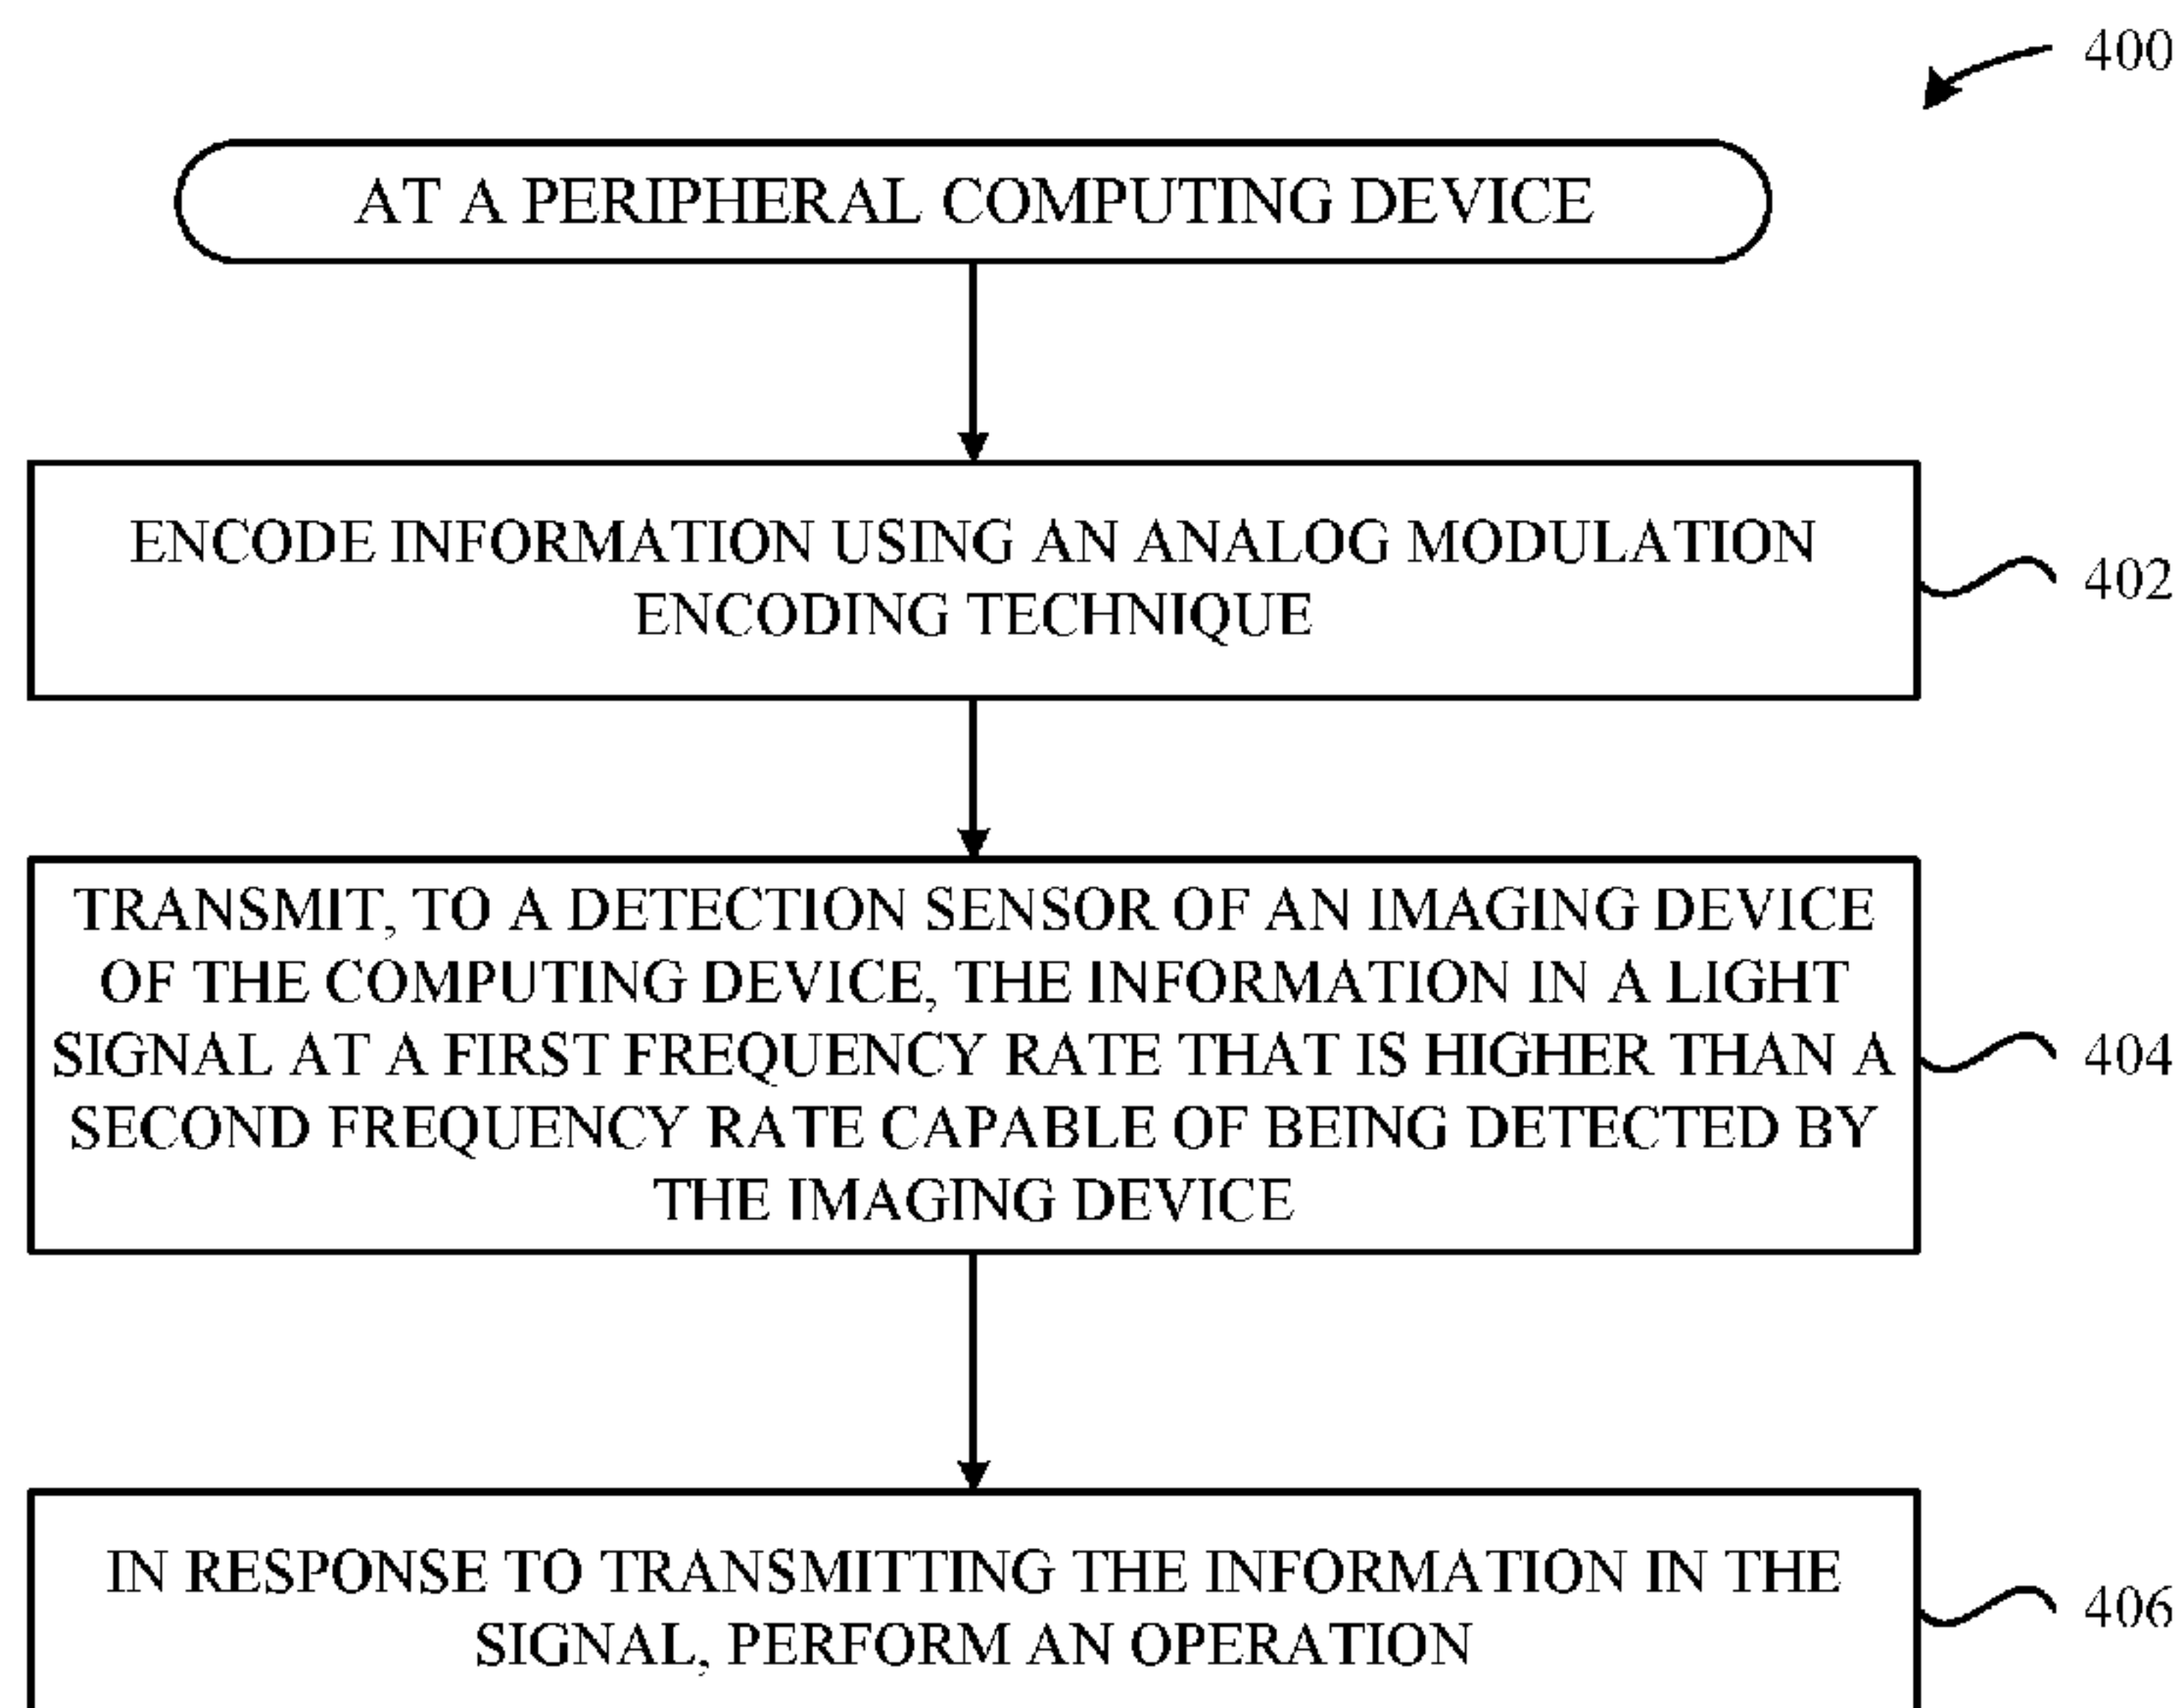 400
AT A PERIPHERAL COMPUTING DEVICE
ENCODE INFORMATION USING AN ANALOG MODULATION
ENCODING TECHNIQUE
402
TRANSMIT, TO A DETECTION SENSOR OF AN IMAGING DEVICE
OF THE COMPUTING DEVICE, THE INFORMATION IN A LIGHT
SIGNAL AT A FIRST FREQUENCY RATE THAT IS HIGHER THAN A
SECOND FREQUENCY RATE CAPABLE OF BEING DETECTED BY
THE IMAGING DEVICE
404
IN RESPONSE TO TRANSMITTING THE INFORMATION IN THE
SIGNAL, PERFORM AN OPERATION
406